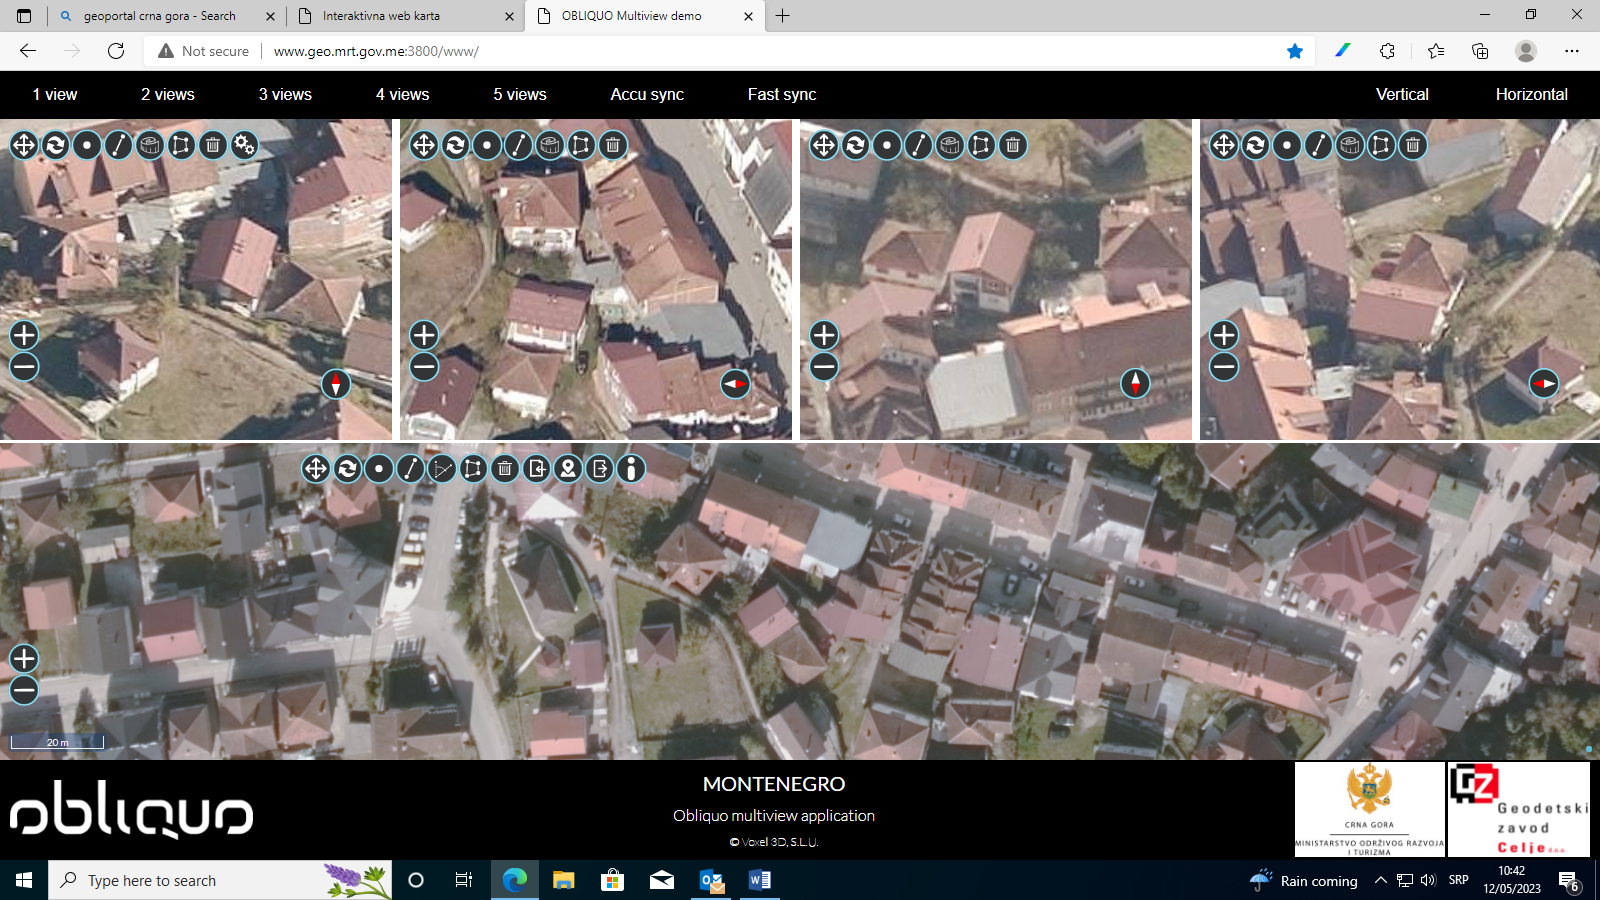 geoportal crna gora - Search
Interaktivna web karta
OBLIQUO Multiview demo
Not secure
www.geo.mrt.gov.me:3800/www/
1 view
2 views
3 views
4 views
5 views
Accu sync
Fast sync
Vertical
Horizontal
20 m
obliquo
MONTENEGRO
Obliquo multiview application
© Voxel 3D, S.L.U.
CRNA GORA
MINISTARSTVO ODRŽIVOG RAZVOJA
I TURIZMA
GZ
Geodetski
zavod
Celje d.o.o.
Type here to search
Rain coming
SRP
10:42
12/05/2023
6